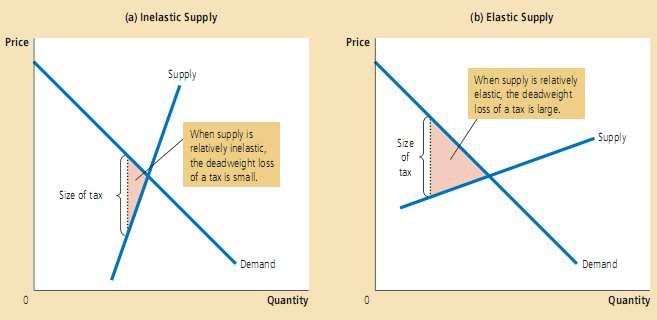 (a) Inelastic Supply
Price
Supply
When supply is
relatively inelastic,
the deadweight loss
of a tax is small.
Size of tax
Demand
0
Quantity
(b) Elastic Supply
Price
When supply is relatively
elastic, the deadweight
loss of a tax is large.
Supply
Size
of
tax
Demand
0
Quantity